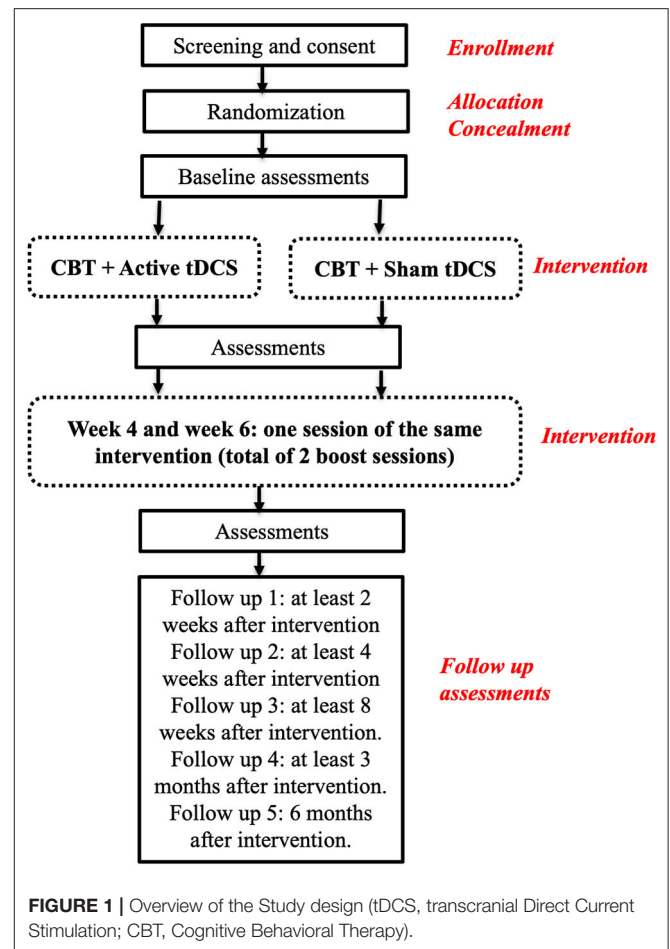 Screening and consent
Enrollment
Randomization
Allocation
Concealment
Baseline assessments
CBT + Active tDCS
CBT + Sham tDCS
Intervention
Assessments
Week 4 and week 6: one session of the same
intervention (total of 2 boost sessions)
Intervention
Assessments
Follow up 1: at least 2
weeks after intervention
Follow up 2: at least 4
weeks after intervention
Follow up 3: at least 8
weeks after intervention.
Follow up 4: at least 3
months after intervention.
Follow up 5: 6 months
after intervention.
Follow up
assessments
FIGURE 1 | Overview of the Study design (tDCS, transcranial Direct Current
Stimulation; CBT, Cognitive Behavioral Therapy).